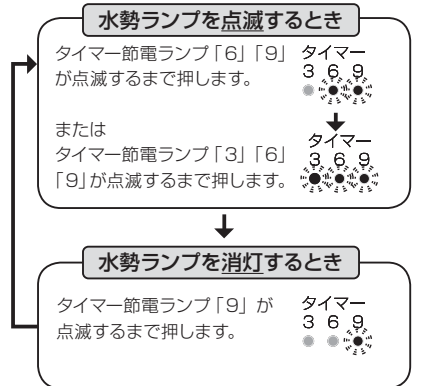 水勢ランプを点滅するとき
タイマー節電ランプ「6」「9」
が点滅するまで押します。
タイマー
3 6 9
または
タイマー節電ランプ「3」「6」
「9」が点滅するまで押します。
タイマー
3 6 9
水勢ランプを消灯するとき
タイマー節電ランプ「9」が
点滅するまで押します。
タイマー
3 6 9